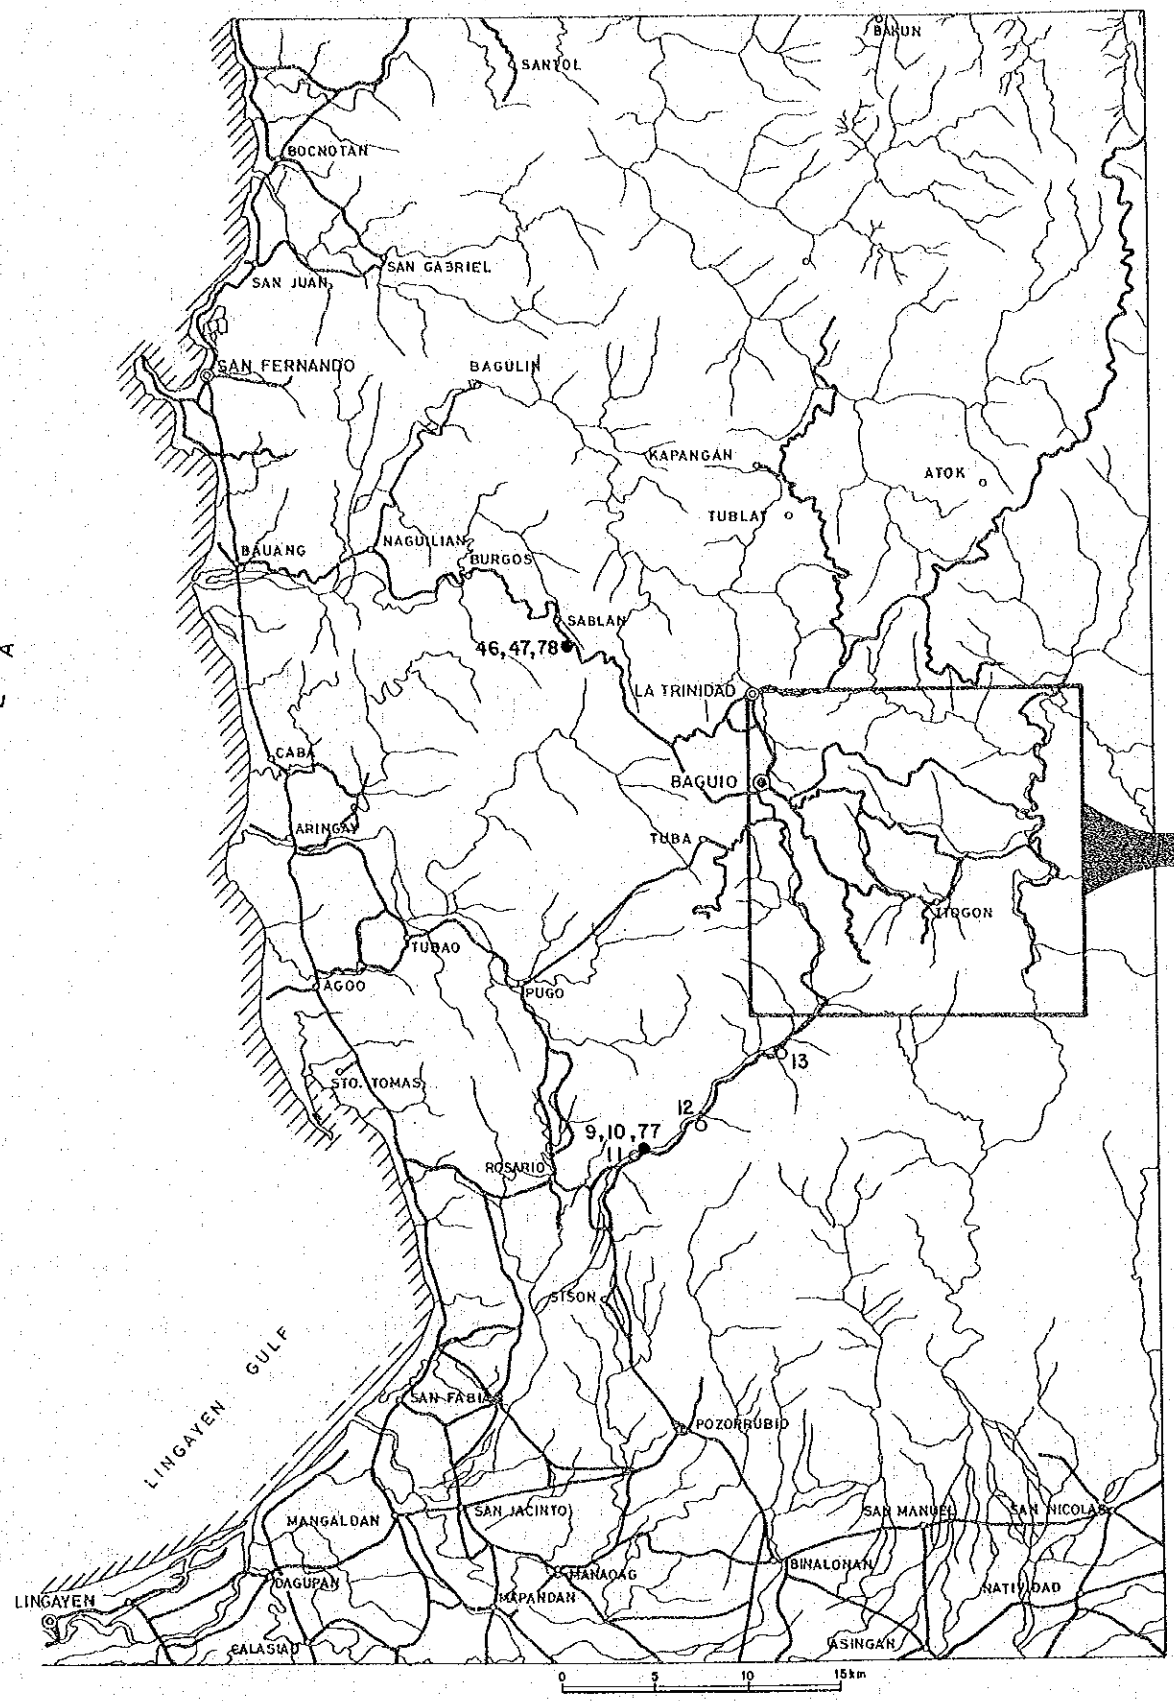 BAKUN
SANTOL
BOCNOTAN
SAN GABRIEL
SAN JUAN
SAN FERNANDO
BAGULIN
KAPANGAN
ATOK
TUBLAY
NAGUILIAN
BAUANG
BURGOS
SABLAN
46, 47, 78
LA TRINIDAD
CABA
BAGUIO
ARINGAY
TUBA
ITOGON
TUBAO
AGOO
PUGO
13
STO. TOMAS
12
9, 10, 77
11
ROSARIO
SISON
LINGAYEN GULF
SAN FABIAN
POZORRUBIO
MANGALDAN
SAN JACINTO
SAN MANUEL
SAN NICOLAS
BINALONAN
MANAOAG
DAGUPAN
NATIVIDAD
LINGAYEN
MAPANDAN
CALASIAO
ASINGAN
0 5 10 15km